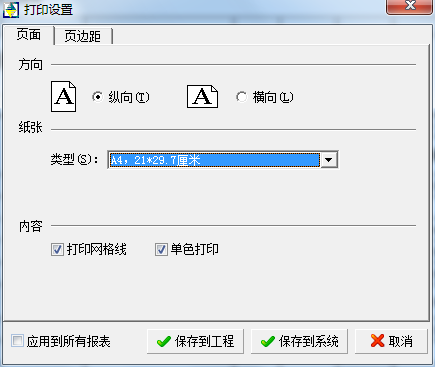 打印设置
页面 页边距
方向
A 纵向(T) A 横向(L)
纸张
类型(S): A4, 21*29.7厘米
内容
打印网格线 单色打印
应用到所有报表 保存到工程 保存到系统 取消